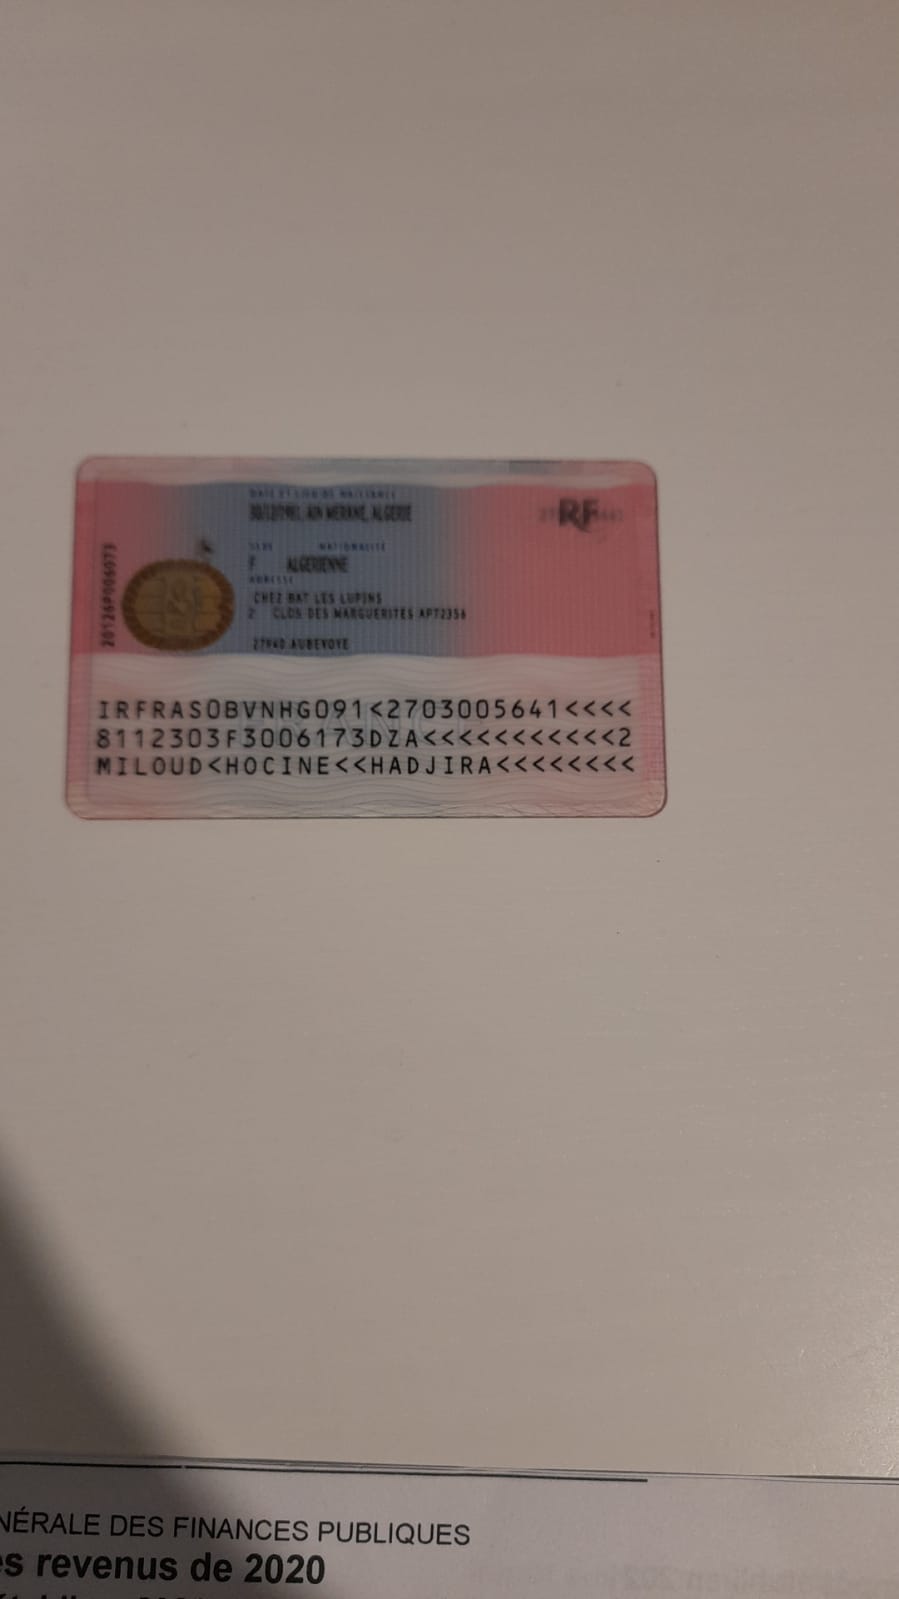 DATE ET LIEU DE NAISSANCE
30/12/1981, AIN MERANE, ALGERIE
RF
SEXE NATIONALITE
F ALGERIENNE
ADRESSE
CHEZ BAT LES LUPINS
2 CLOS DES MARGUERITES APT2356
27940 AUBEVOYE
20126P006073
IRFRAS0BVNHG091<2703005641<<<<
8112303F3006173DZA<<<<<<<<<<<2
MILOUD<HOCINE<<HADJIRA<<<<<<<<
FRANCE
NÉRALE DES FINANCES PUBLIQUES
es revenus de 2020